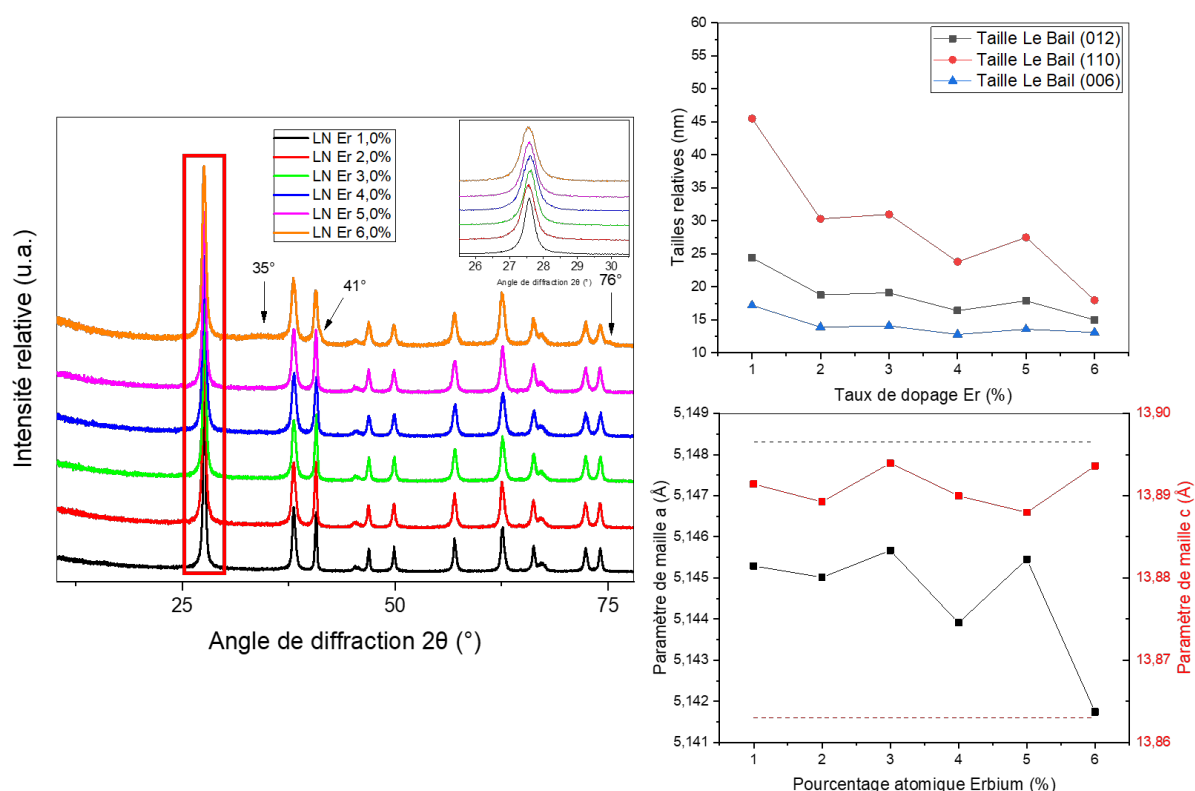 LN Er 1,0%
LN Er 2,0%
LN Er 3,0%
LN Er 4,0%
LN Er 5,0%
LN Er 6,0%
26 27 28 29 30
Angle de diffraction 2θ (°)
35°
41°
76°
Intensité relative (u.a.)
25 50 75
Angle de diffraction 2θ (°)
Taille Le Bail (012)
Taille Le Bail (110)
Taille Le Bail (006)
Tailles relatives (nm)
60
55
50
45
40
35
30
25
20
15
10
1 2 3 4 5 6
Taux de dopage Er (%)
Paramètre de maille a (Å)
5,149
5,148
5,147
5,146
5,145
5,144
5,143
5,142
5,141
13,90
13,89
13,88
13,87
13,86
Paramètre de maille c (Å)
1 2 3 4 5 6
Pourcentage atomique Erbium (%)